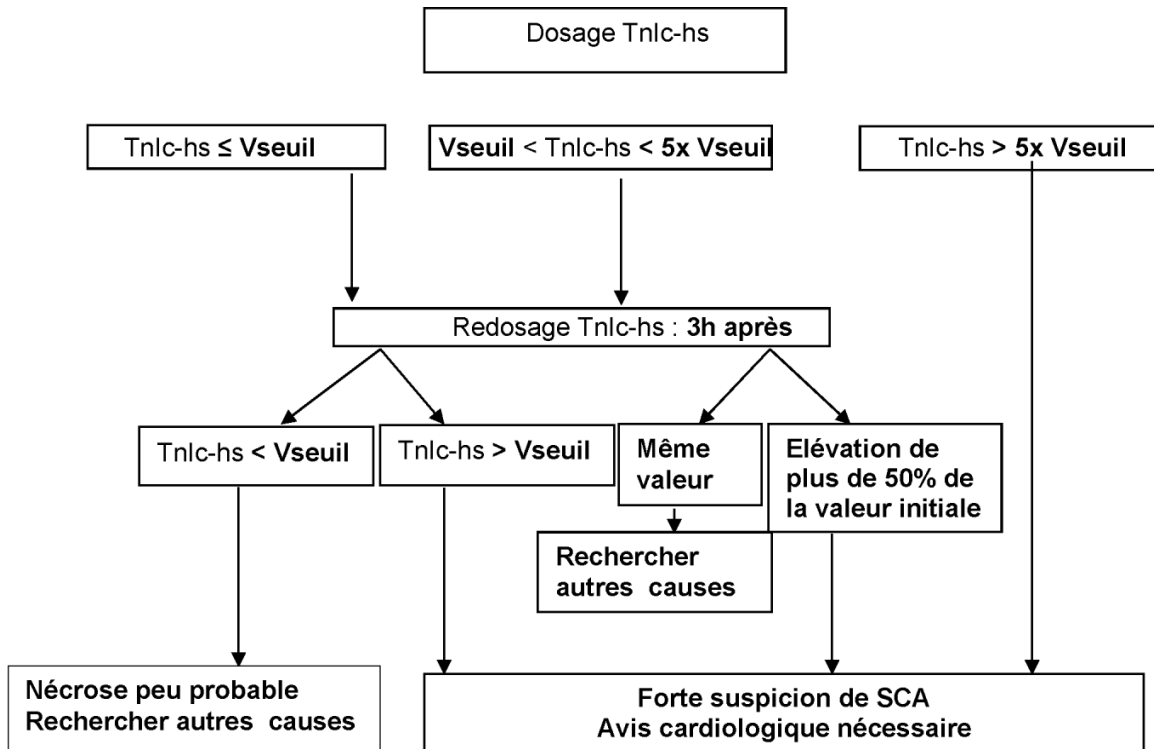 Dosage TnIc-hs
TnIc-hs ≤ Vseuil
Vseuil < TnIc-hs < 5x Vseuil
TnIc-hs > 5x Vseuil
Redosage TnIc-hs : 3h après
TnIc-hs < Vseuil
TnIc-hs > Vseuil
Même
valeur
Elévation de
plus de 50% de
la valeur initiale
Rechercher
autres causes
Nécrose peu probable
Rechercher autres causes
Forte suspicion de SCA
Avis cardiologique nécessaire